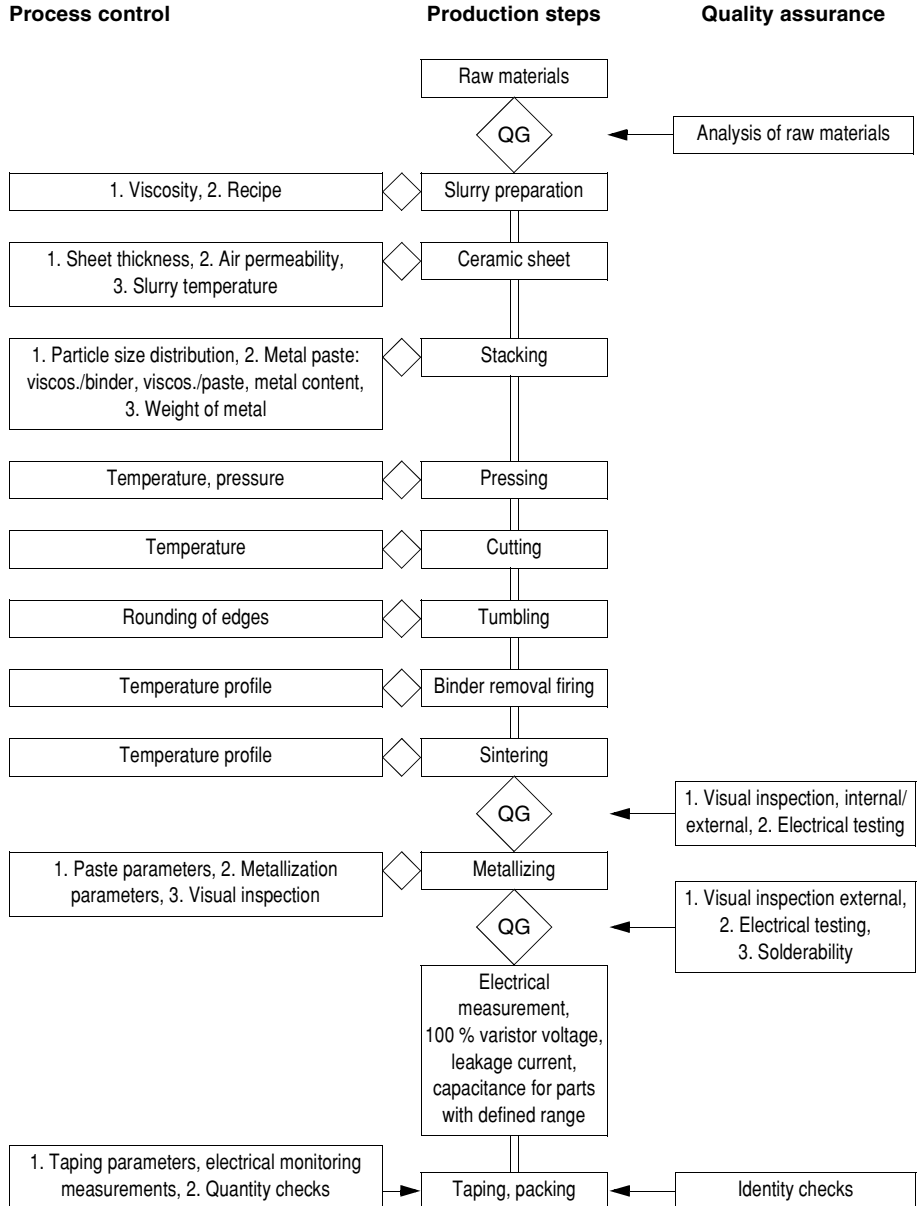 Process control Production steps Quality assurance
Raw materials
QG
Analysis of raw materials
1. Viscosity, 2. Recipe
Slurry preparation
1. Sheet thickness, 2. Air permeability,
3. Slurry temperature
Ceramic sheet
1. Particle size distribution, 2. Metal paste:
viscos./binder, viscos./paste, metal content,
3. Weight of metal
Stacking
Temperature, pressure
Pressing
Temperature
Cutting
Rounding of edges
Tumbling
Temperature profile
Binder removal firing
Temperature profile
Sintering
QG
1. Visual inspection, internal/
external, 2. Electrical testing
1. Paste parameters, 2. Metallization
parameters, 3. Visual inspection
Metallizing
QG
1. Visual inspection external,
2. Electrical testing,
3. Solderability
Electrical
measurement,
100 % varistor voltage,
leakage current,
capacitance for parts
with defined range
1. Taping parameters, electrical monitoring
measurements, 2. Quantity checks
Taping, packing
Identity checks